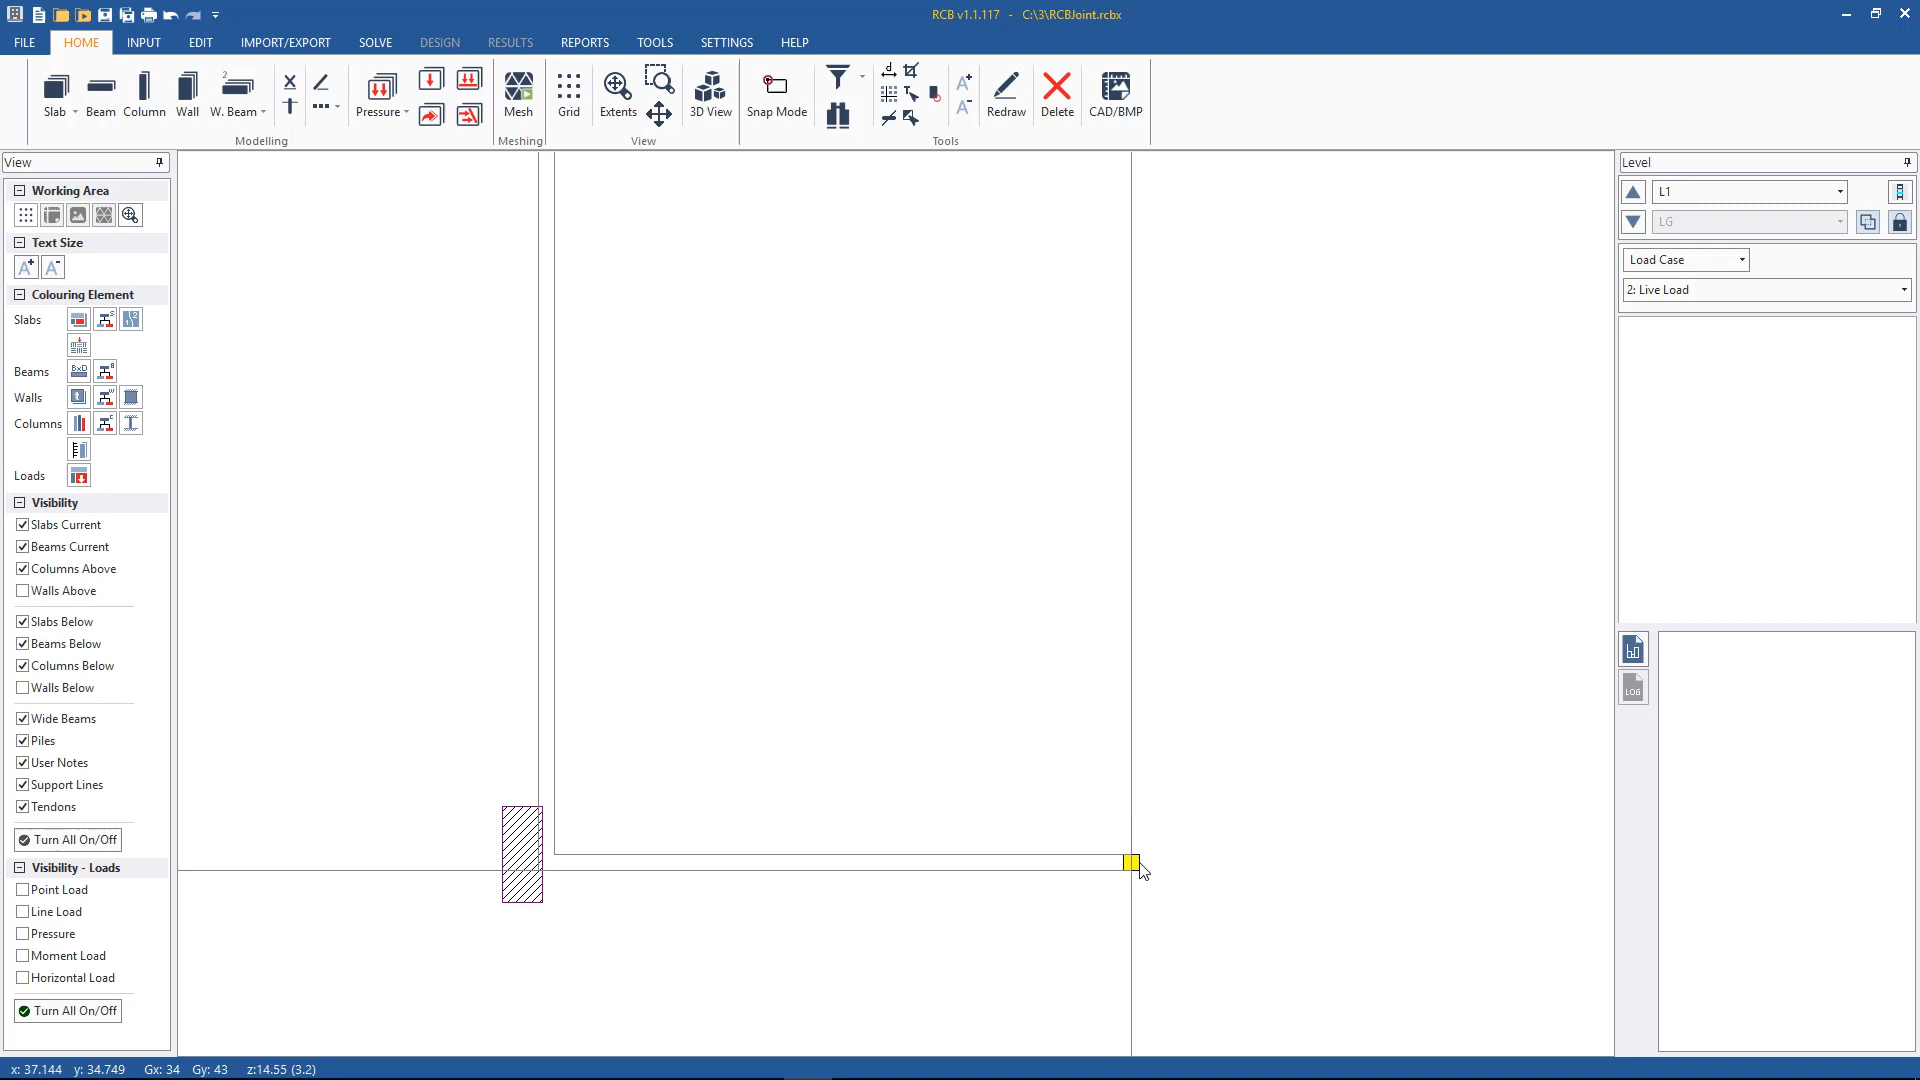 RCB v1.1.117 - C:\3\RCBJoint.rcbx
FILE HOME INPUT EDIT IMPORT/EXPORT SOLVE DESIGN RESULTS REPORTS TOOLS SETTINGS HELP
Slab Beam Column Wall 2 W. Beam Pressure Mesh Grid Extents 3D View Snap Mode d A+ A- Redraw Delete CAD/BMP
Modelling Meshing View Tools
View
Working Area
Text Size
A+ A-
Colouring Element
Slabs
Beams BxD
Walls t
Columns
Loads
Visibility
Slabs Current
Beams Current
Columns Above
Walls Above
Slabs Below
Beams Below
Columns Below
Walls Below
Wide Beams
Piles
User Notes
Support Lines
Tendons
Turn All On/Off
Visibility - Loads
Point Load
Line Load
Pressure
Moment Load
Horizontal Load
Turn All On/Off
Level
L1
LG
Load Case
2: Live Load
LOG
x: 37.144 y: 34.749 Gx: 34 Gy: 43 z:14.55 (3.2)